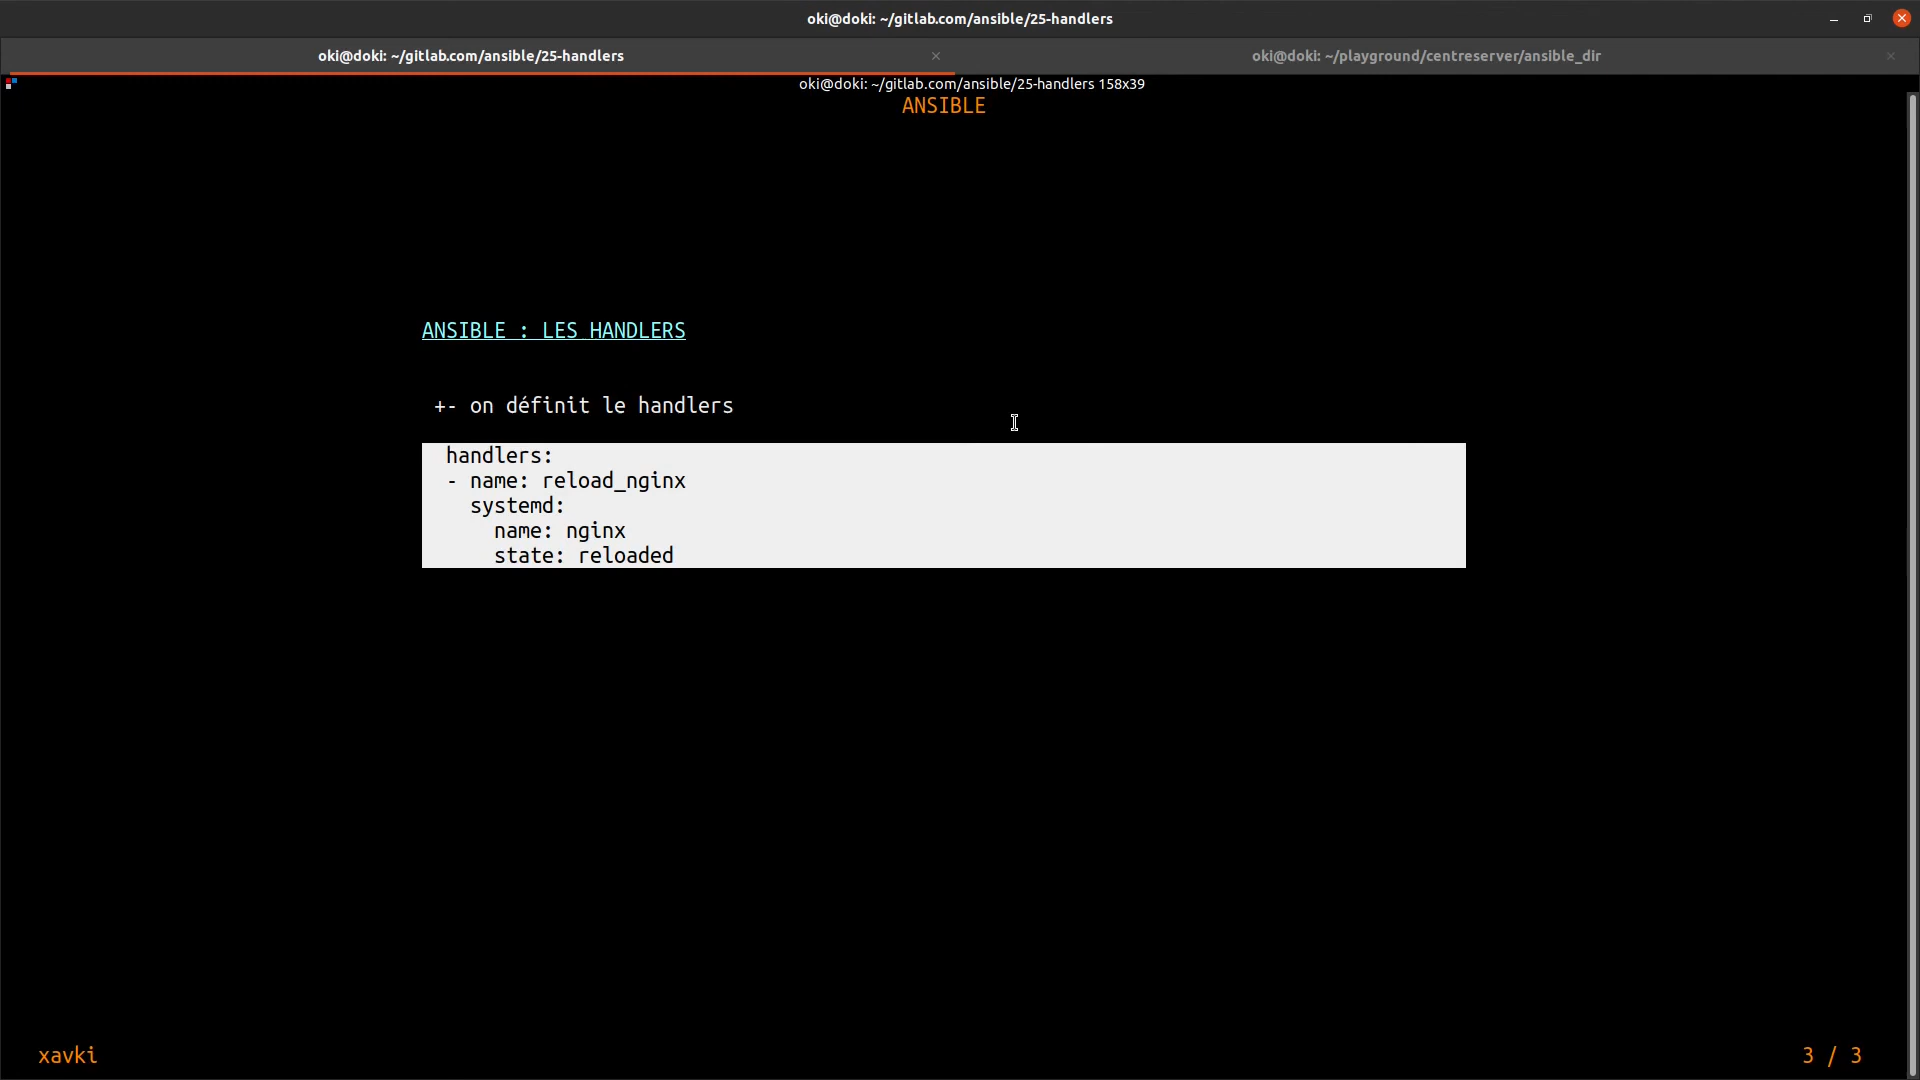 oki@doki: ~/gitlab.com/ansible/25-handlers
oki@doki: ~/gitlab.com/ansible/25-handlers
oki@doki: ~/playground/centreserver/ansible_dir
oki@doki: ~/gitlab.com/ansible/25-handlers 158x39
ANSIBLE
ANSIBLE : LES HANDLERS
+- on définit le handlers
handlers:
- name: reload_nginx
systemd:
name: nginx
state: reloaded
xavki
3 / 3